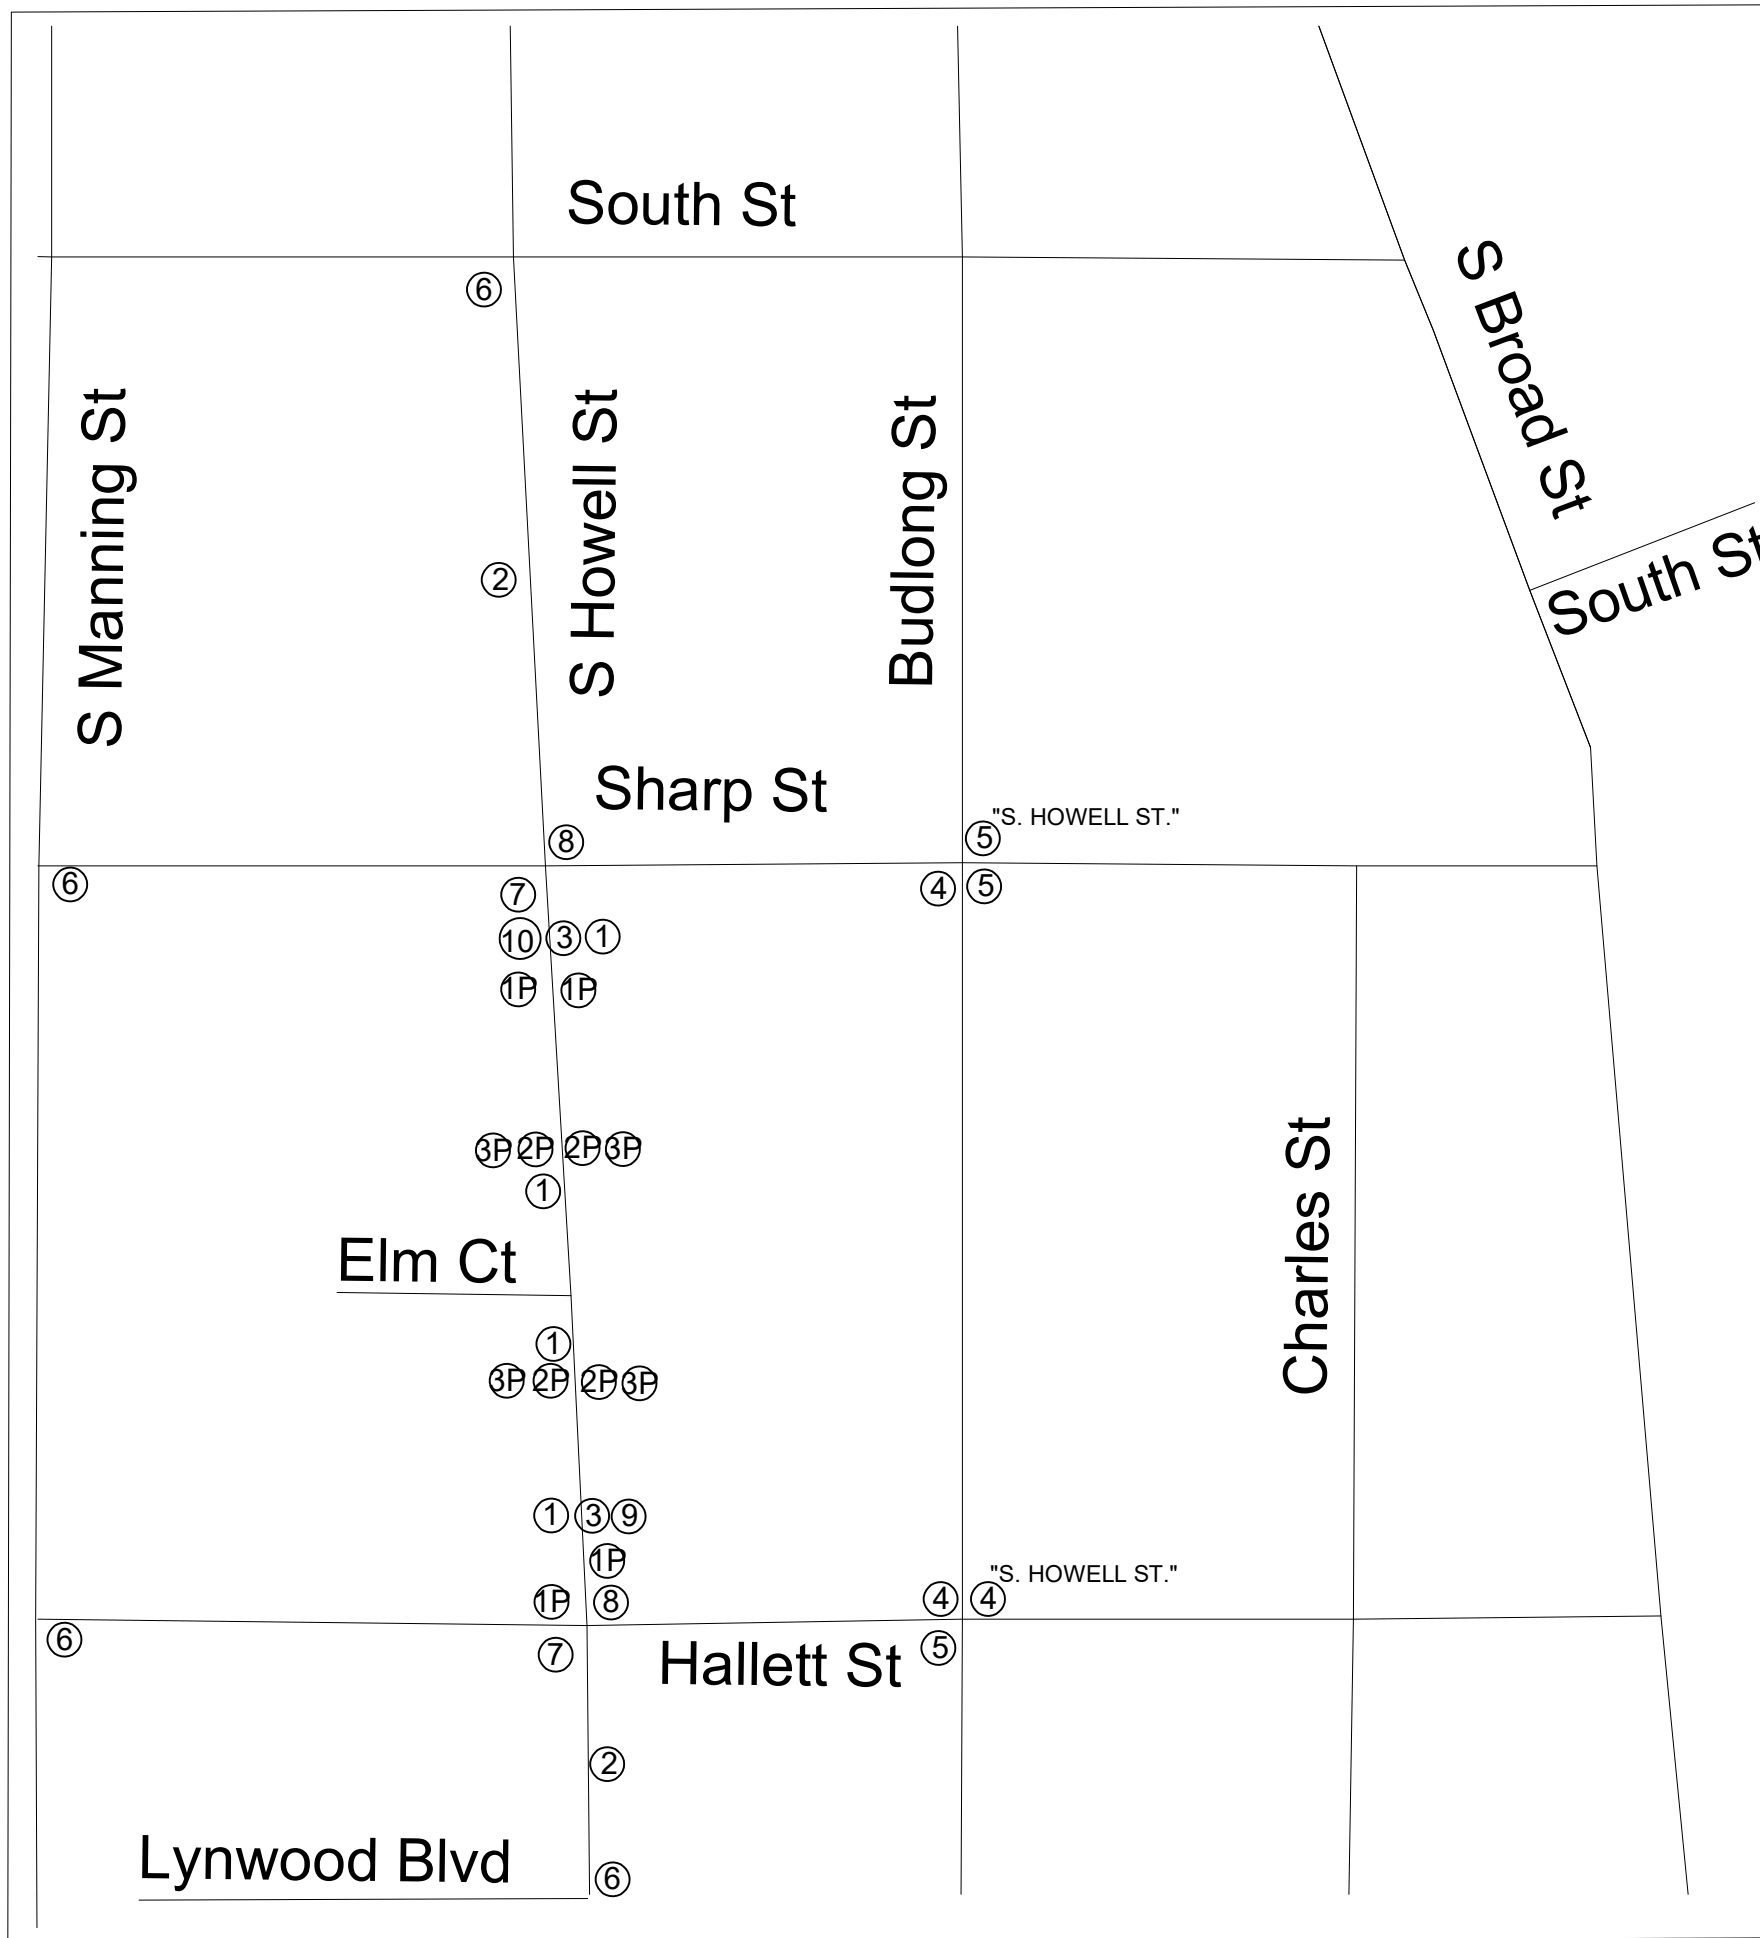 South St
6
S Broad St
S Manning St
S Howell St
Budlong St
2
South St
Sharp St
"S. HOWELL ST."
8
5
6
7
4
5
10
3
1
1P
1P
3P
2P
2P
3P
1
Charles St
Elm Ct
1
3P
2P
2P
3P
1
3
9
1P
"S. HOWELL ST."
1P
8
4
4
6
7
Hallett St
5
2
Lynwood Blvd
6